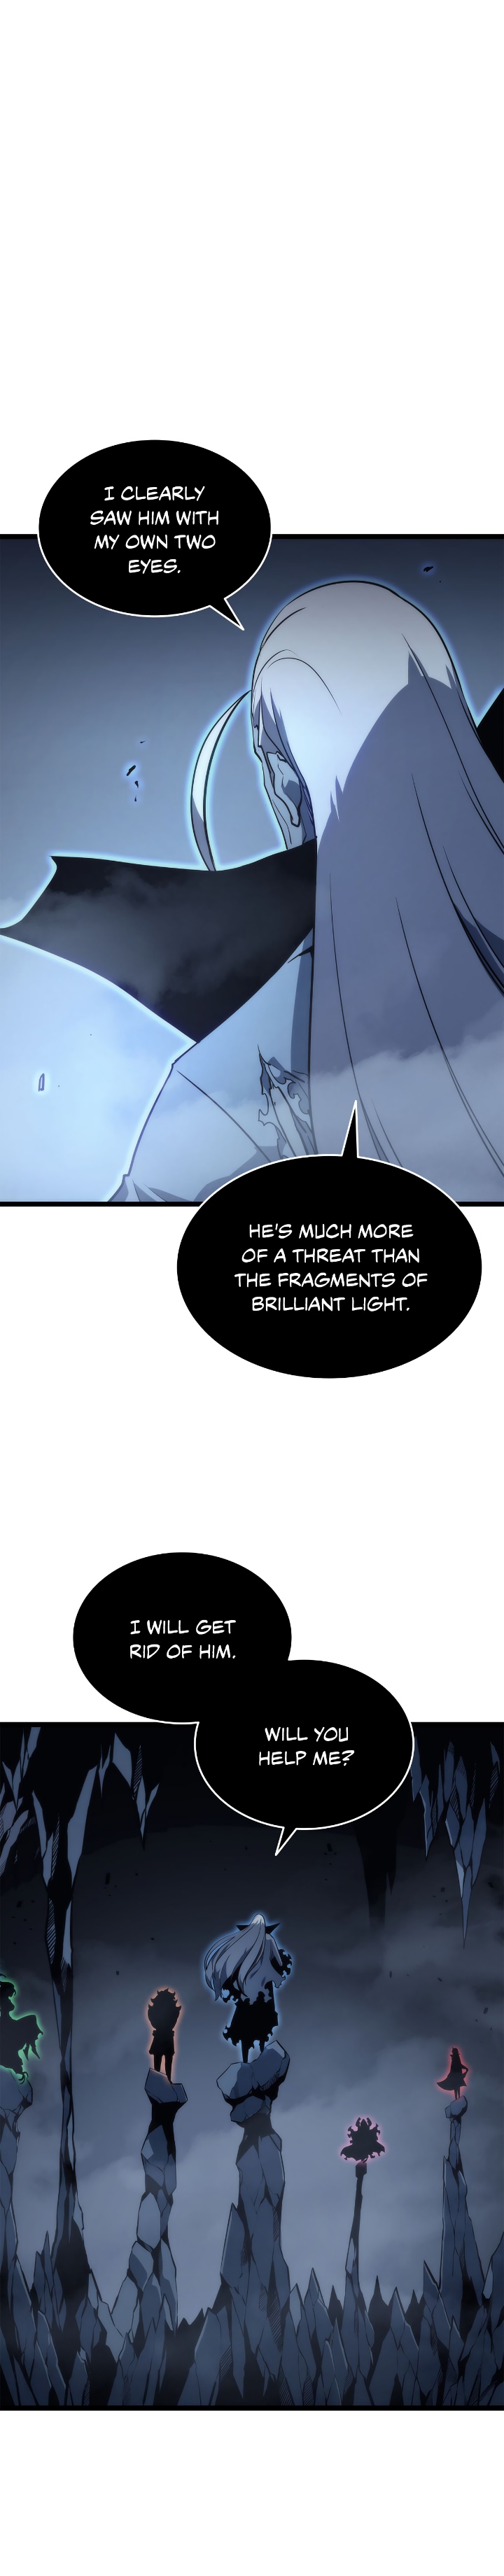 I CLEARLY
SAW HIM WITH
MY OWN TWO
EYES.
HE'S MUCH MORE
OF A THREAT THAN
THE FRAGMENTS OF
BRILLIANT LIGHT.
I WILL GET
RID OF HIM.
WILL YOU
HELP ME?